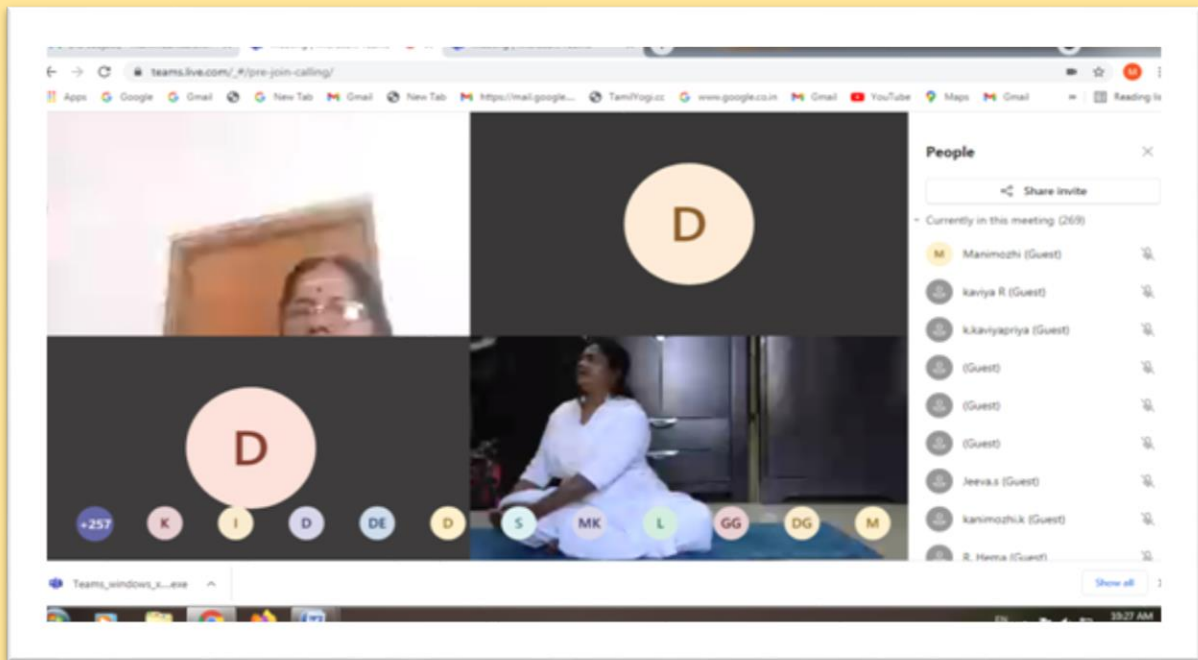 teams.live.com/_#/pre-join-calling/
Apps Google Gmail New Tab Gmail New Tab https://mail.google.... TamilYogi.cc www.google.co.in Gmail YouTube Maps Gmail Reading lis
People
Share invite
Currently in this meeting (269)
M Manimozhi (Guest)
kaviya R (Guest)
k.kaviyapriya (Guest)
(Guest)
(Guest)
(Guest)
Jeeva.s (Guest)
kanimozhi.k (Guest)
R. Hema (Guest)
D
D
+257 K I D DE D S MK L GG DG M
Teams_windows_x....exe
Show all
EN